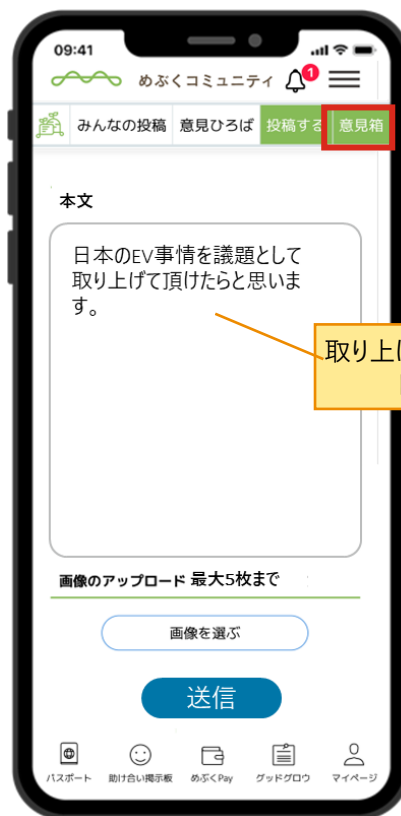 09:41
めぶくコミュニティ
1
みんなの投稿 意見ひろば 投稿する 意見箱
本文
日本のEV事情を議題として
取り上げて頂けたらと思いま
す。
取り上げ
画像のアップロード 最大5枚まで
画像を選ぶ
送信
パスポート 助け合い掲示板 めぶくPay グッドグロウ マイページ